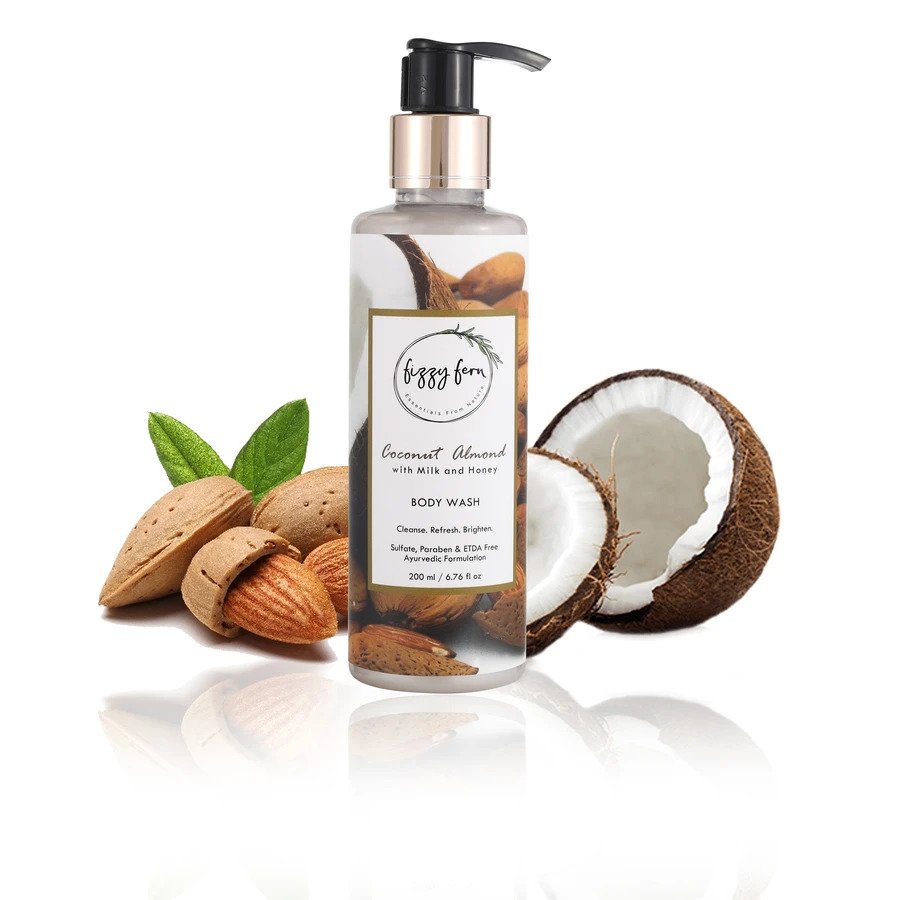 fizzy fern
Essentials From Nature
Coconut Almond
with Milk and Honey
BODY WASH
Cleanse. Refresh. Brighten.
Sulfate, Paraben & ETDA Free
Ayurvedic Formulation
200 ml / 6.76 fl oz